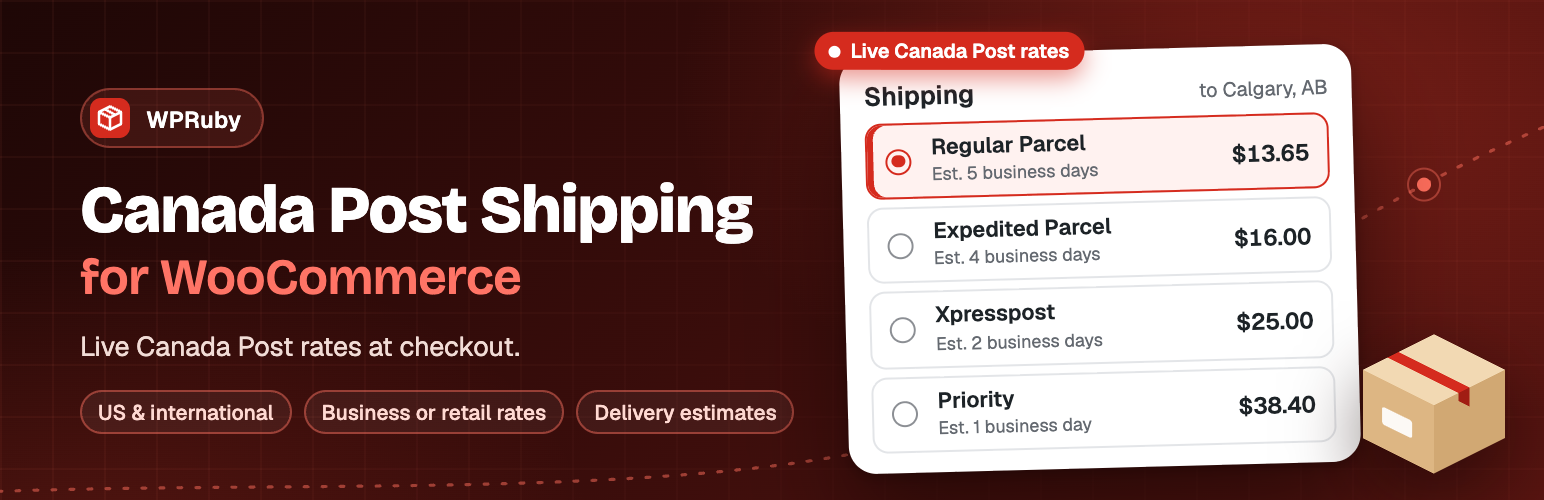 WPRuby
Canada Post Shipping
for WooCommerce
Live Canada Post rates at checkout.
US & international
Business or retail rates
Delivery estimates
Live Canada Post rates
Shipping
to Calgary, AB
Regular Parcel
$13.65
Est. 5 business days
Expedited Parcel
$16.00
Est. 4 business days
Xpresspost
$25.00
Est. 2 business days
Priority
$38.40
Est. 1 business day